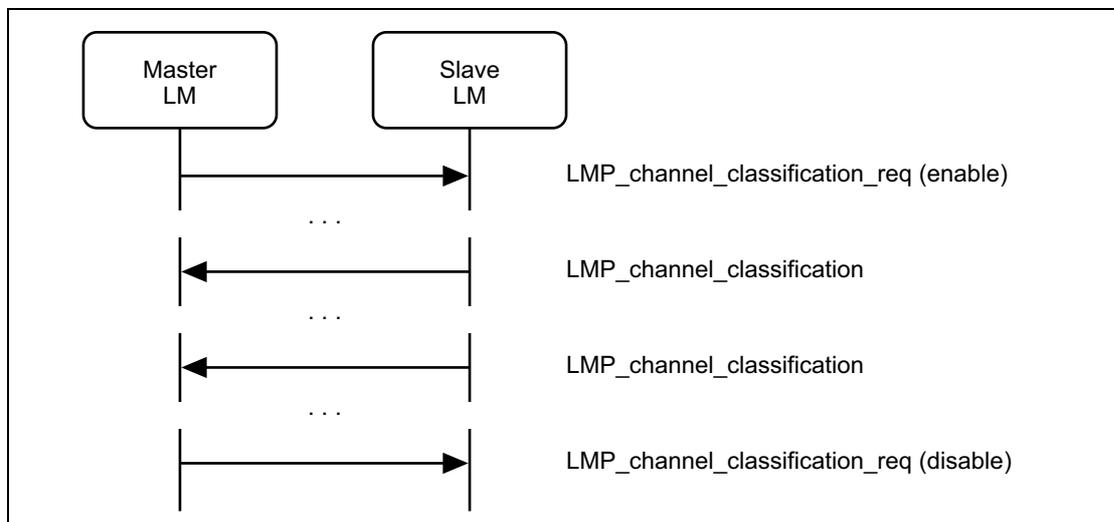 Master
LM
Slave
LM
LMP_channel_classification_req (enable)
. . .
LMP_channel_classification
. . .
LMP_channel_classification
. . .
LMP_channel_classification_req (disable)